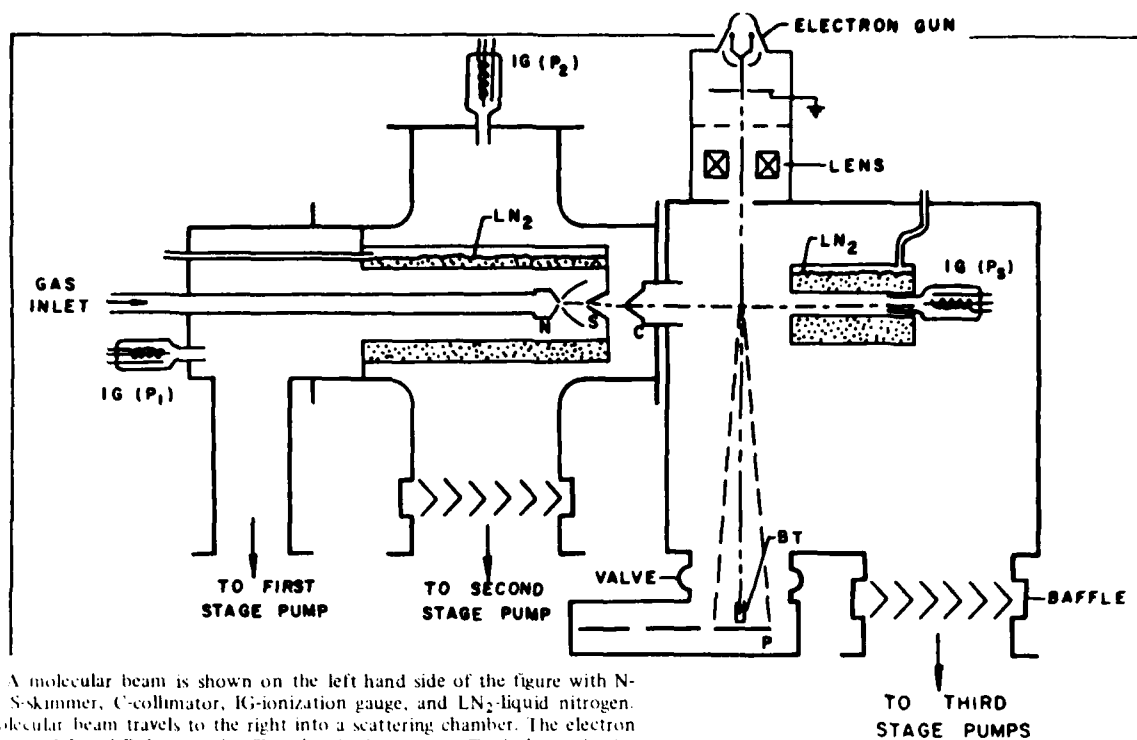 ELECTRON GUN
IG (P2)
LENS
LN2
LN2
IG (PS)
GAS
INLET
N
S
C
IG (P1)
BT
VALVE
BAFFLE
P
TO FIRST
STAGE PUMP
TO SECOND
STAGE PUMP
TO THIRD
STAGE PUMPS
A molecular beam is shown on the left hand side of the figure with N-
S-skimmer, C-collimator, IG-ionization gauge, and LN2-liquid nitrogen.
olecular beam travels to the right into a scattering chamber. The electron